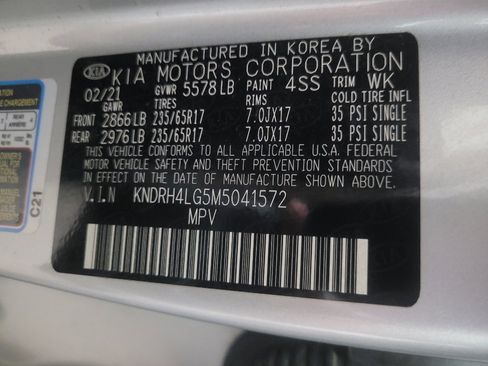 MANUFACTURED IN KOREA BY
KIA KIA MOTORS CORPORATION
02/21 GVWR 5578 LB PAINT 4SS TRIM WK
GAWR TIRES RIMS COLD TIRE INFL
FRONT 2866 LB 235/65R17 7.0JX17 35 PSI SINGLE
REAR 2976 LB 235/65R17 7.0JX17 35 PSI SINGLE
THIS VEHICLE CONFORMS TO ALL APPLICABLE U.S.A. FEDERAL
MOTOR VEHICLE SAFETY AND THEFT PREVENTION STANDARDS
IN EFFECT ON THE DATE OF MANUFACTURE SHOWN ABOVE.
V.I.N KNDRH4LG5M5041572
MPV
C21